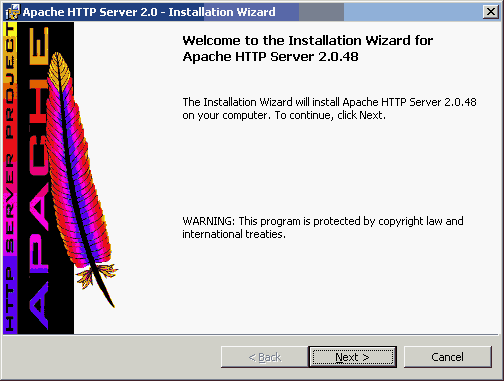 Apache HTTP Server 2.0 - Installation Wizard
HTTP SERVER PROJECT
APACHE
Welcome to the Installation Wizard for
Apache HTTP Server 2.0.48
The Installation Wizard will install Apache HTTP Server 2.0.48
on your computer. To continue, click Next.
WARNING: This program is protected by copyright law and
international treaties.
< Back
Next >
Cancel